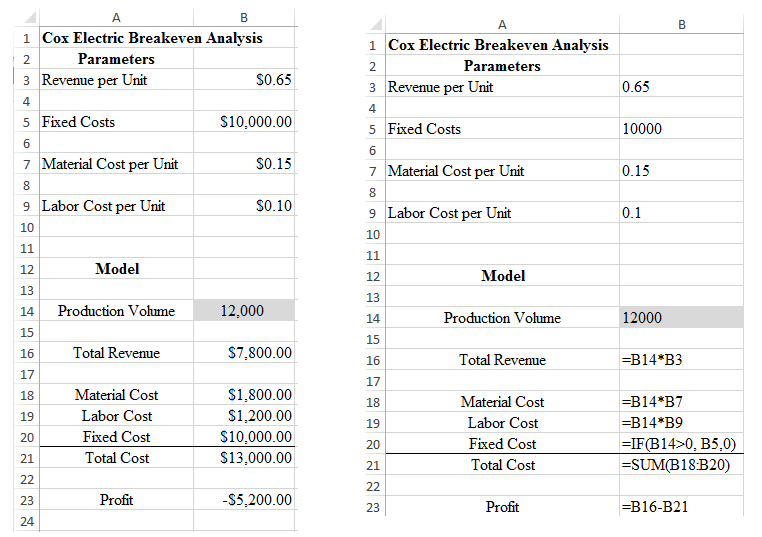 A B
1 Cox Electric Breakeven Analysis
2 Parameters
3 Revenue per Unit $0.65
4
5 Fixed Costs $10,000.00
6
7 Material Cost per Unit $0.15
8
9 Labor Cost per Unit $0.10
10
11
12 Model
13
14 Production Volume 12,000
15
16 Total Revenue $7,800.00
17
18 Material Cost $1,800.00
19 Labor Cost $1,200.00
20 Fixed Cost $10,000.00
21 Total Cost $13,000.00
22
23 Profit -$5,200.00
24
A B
1 Cox Electric Breakeven Analysis
2 Parameters
3 Revenue per Unit 0.65
4
5 Fixed Costs 10000
6
7 Material Cost per Unit 0.15
8
9 Labor Cost per Unit 0.1
10
11
12 Model
13
14 Production Volume 12000
15
16 Total Revenue =B14*B3
17
18 Material Cost =B14*B7
19 Labor Cost =B14*B9
20 Fixed Cost =IF(B14>0, B5,0)
21 Total Cost =SUM(B18:B20)
22
23 Profit =B16-B21